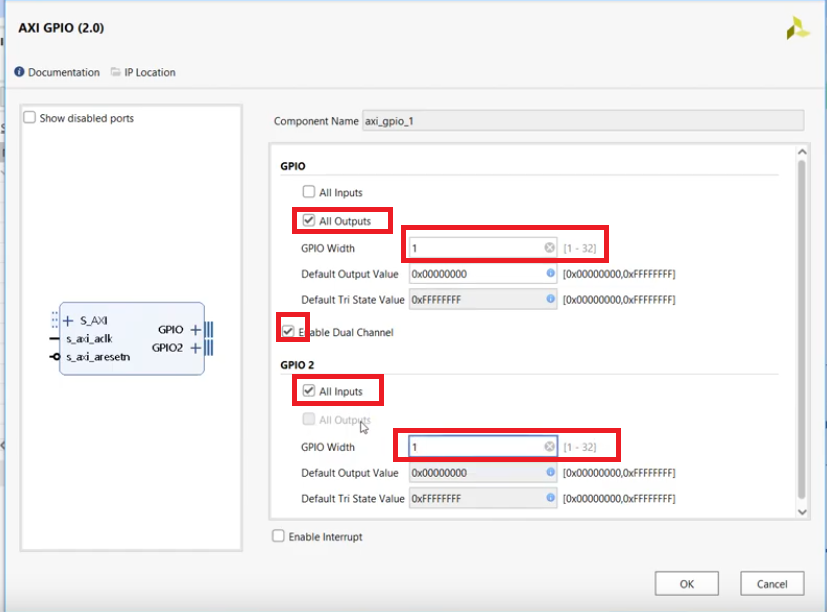 AXI GPIO (2.0)
Documentation IP Location
Show disabled ports
S_AXI
s_axi_aclk
s_axi_aresetn
GPIO
GPIO2
Component Name axi_gpio_1
GPIO
All Inputs
All Outputs
GPIO Width 1 [1 - 32]
Default Output Value 0x00000000 [0x00000000,0xFFFFFFFF]
Default Tri State Value 0xFFFFFFFF [0x00000000,0xFFFFFFFF]
Enable Dual Channel
GPIO 2
All Inputs
All Outputs
GPIO Width 1 [1 - 32]
Default Output Value 0x00000000 [0x00000000,0xFFFFFFFF]
Default Tri State Value 0xFFFFFFFF [0x00000000,0xFFFFFFFF]
Enable Interrupt
OK Cancel